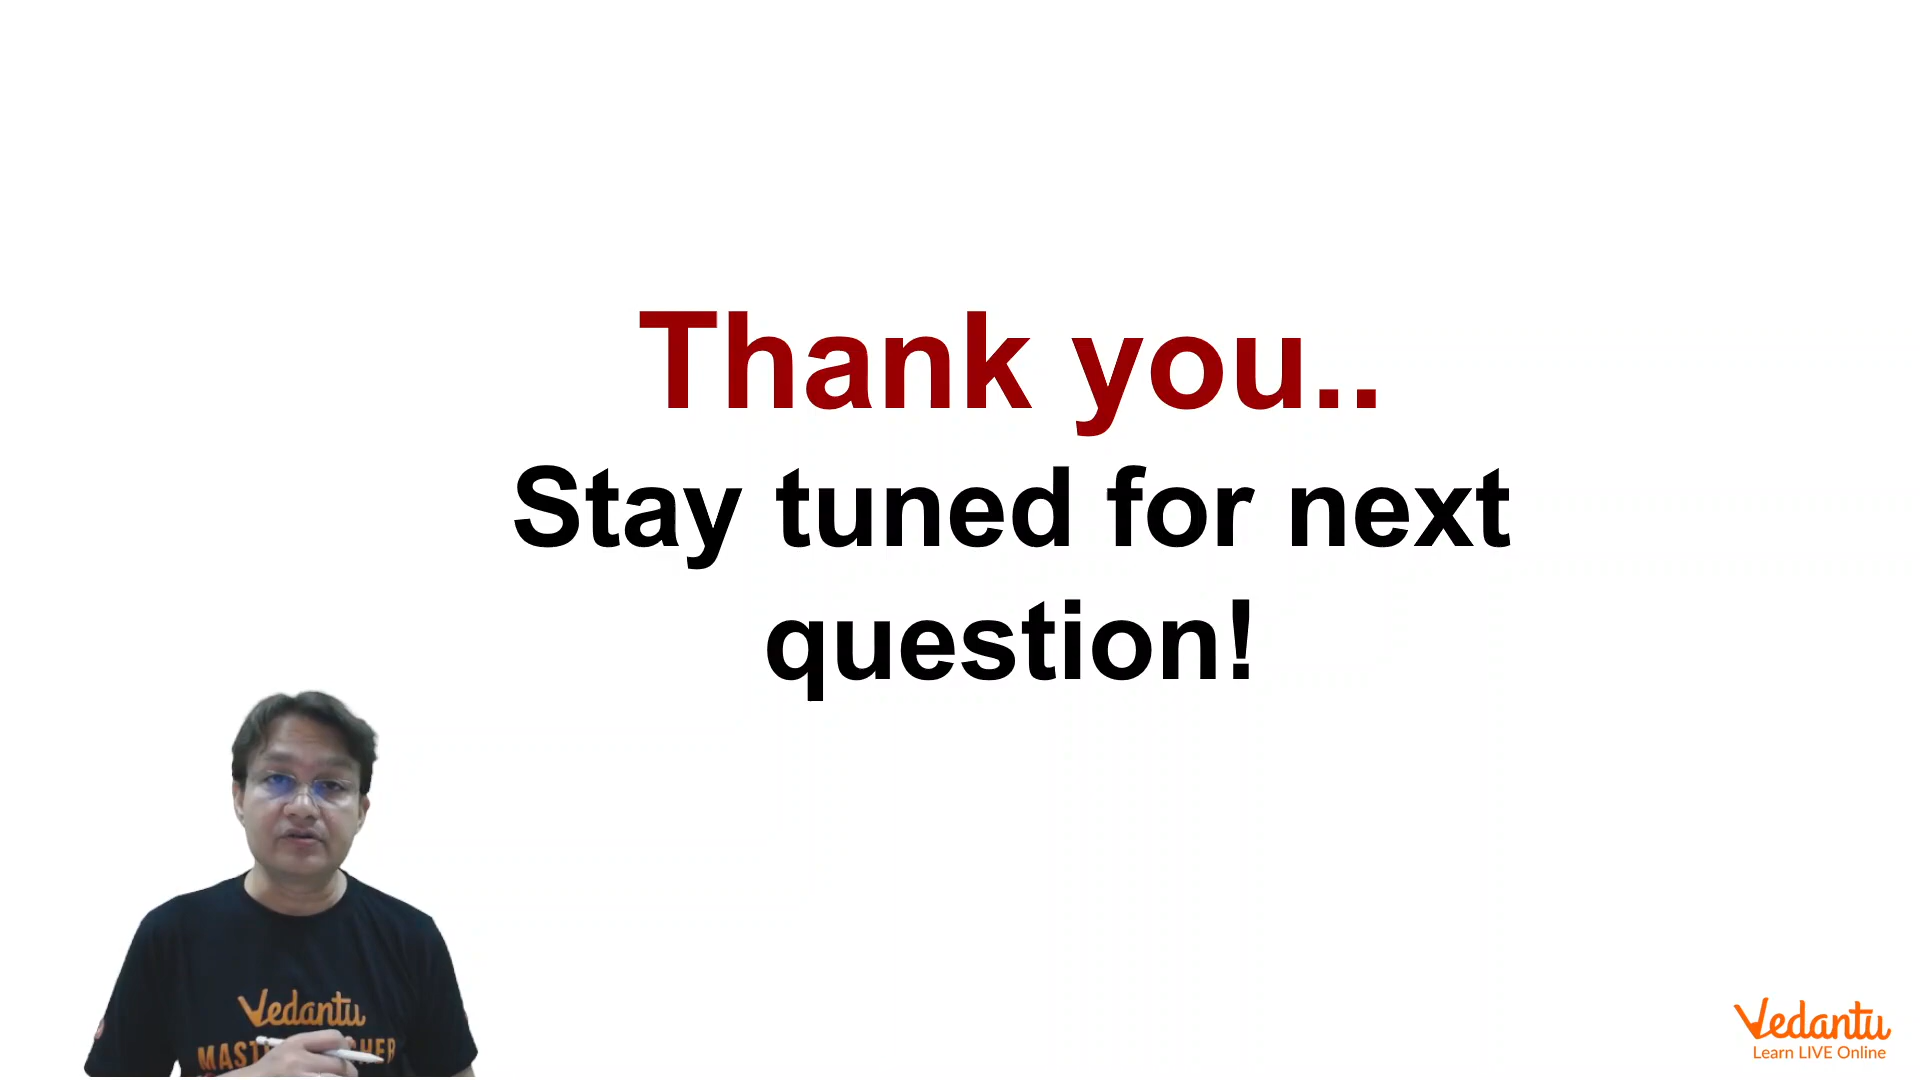 Thank you..
Stay tuned for next
question!
Vedantu
Vedantu
Learn LIVE Online